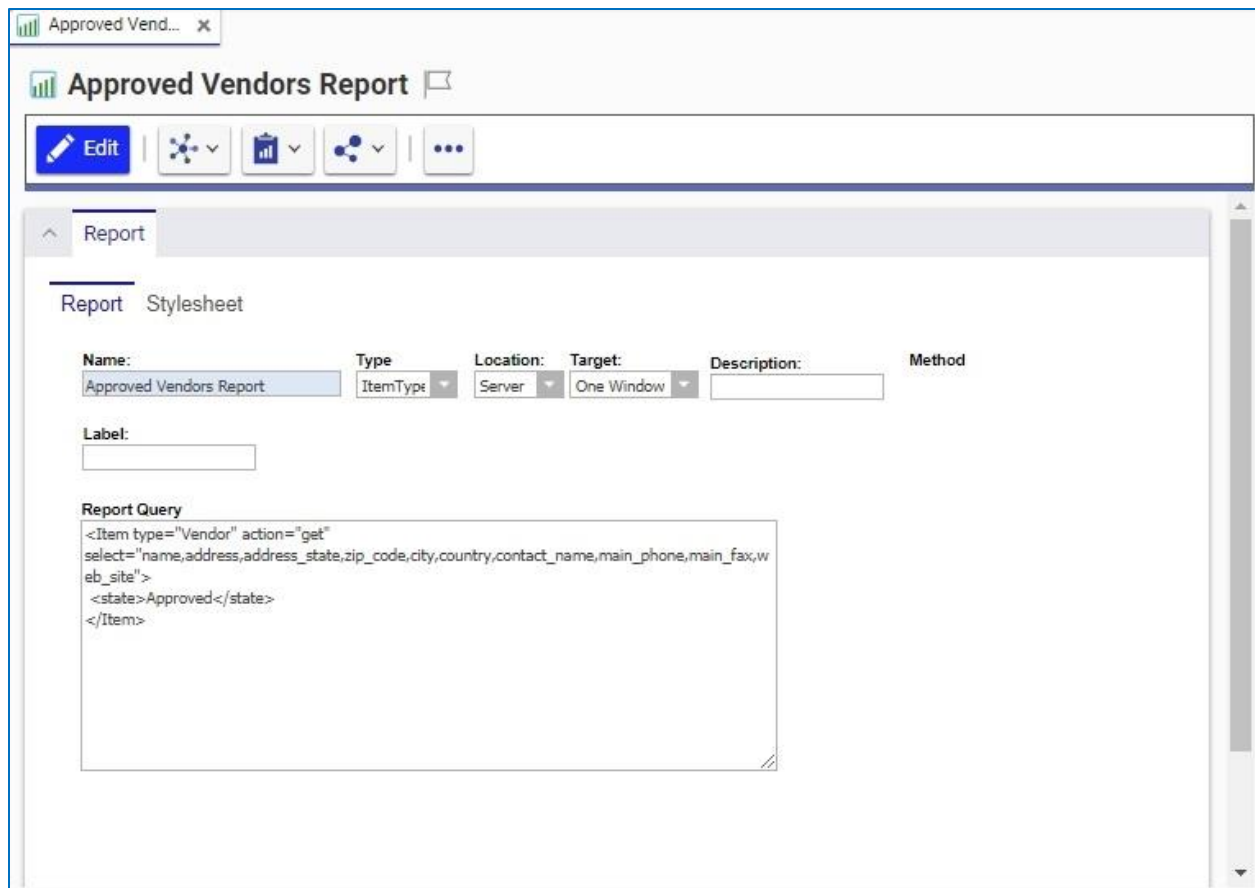 Approved Vend...
Approved Vendors Report
Edit
Report
Report Stylesheet
Name: Type Location: Target: Description: Method
Approved Vendors Report ItemType Server One Window
Label:
Report Query
<Item type="Vendor" action="get"
select="name,address,address_state,zip_code,city,country,contact_name,main_phone,main_fax,w
eb_site">
<state>Approved</state>
</Item>